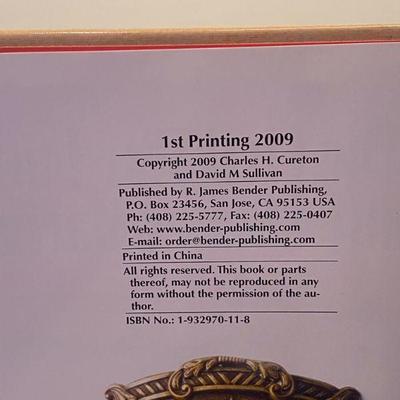 1st Printing 2009
Copyright 2009 Charles H. Cureton
and David M Sullivan
Published by R. James Bender Publishing,
P.O. Box 23456, San Jose, CA 95153 USA
Ph: (408) 225-5777, Fax: (408) 225-0407
Web: www.bender-publishing.com
E-mail: order@bender-publishing.com
Printed in China
All rights reserved. This book or parts
thereof, may not be reproduced in any
form without the permission of the au-
thor.
ISBN No.: 1-932970-11-8